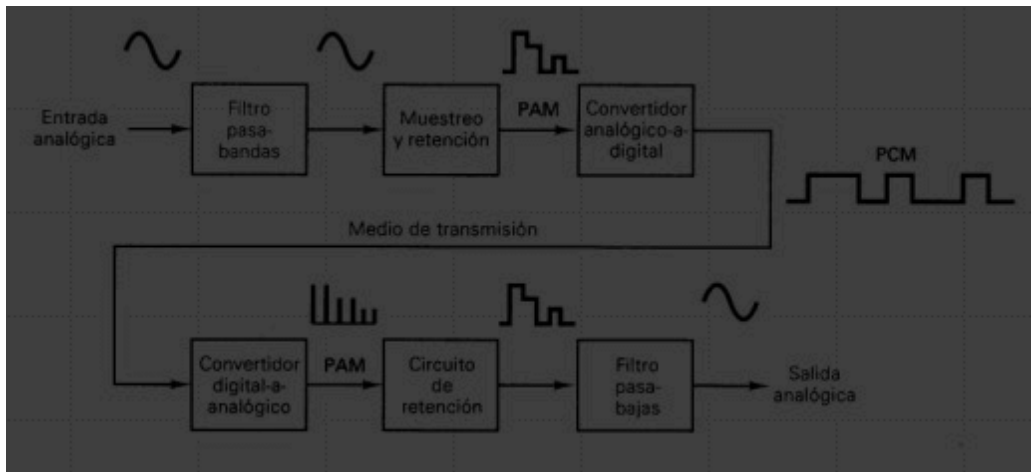 Entrada
analógica
Filtro
pasa-
bandas
Muestreo
y retención
PAM
Convertidor
analógico-a-
digital
PCM
Medio de transmisión
Convertidor
digital-a-
analógico
PAM
Circuito
de
retención
Filtro
pasa-
bajas
Salida
analógica